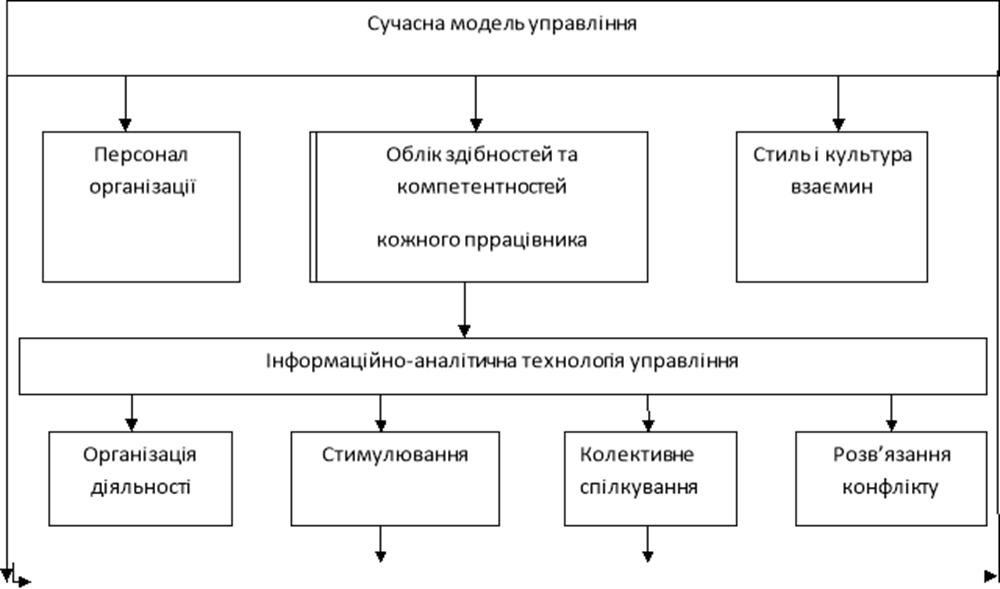 Сучасна модель управління
Персонал
організації
Облік здібностей та
компетентностей
кожного пррацівника
Стиль і культура
взаємин
Інформаційно-аналітична технологія управління
Організація
діяльності
Стимулювання
Колективне
спілкування
Розв’язання
конфлікту